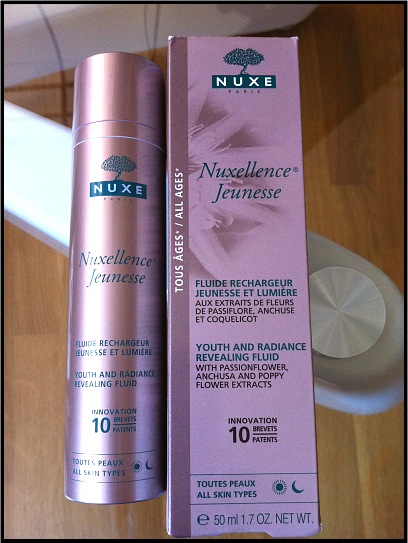 NUXE
PARIS
Nuxellence®
Jeunesse
FLUIDE RECHARGEUR
JEUNESSE ET LUMIÈRE
YOUTH AND RADIANCE
REVEALING FLUID
INNOVATION
10 BREVETS
PATENTS
TOUTES PEAUX
ALL SKIN TYPES
NUXE
PARIS
Nuxellence®
Jeunesse
TOUS ÂGES* / ALL AGES*
FLUIDE RECHARGEUR
JEUNESSE ET LUMIÈRE
AUX EXTRAITS DE FLEURS
DE PASSIFLORE, ANCHUSE
ET COQUELICOT
YOUTH AND RADIANCE
REVEALING FLUID
WITH PASSIONFLOWER,
ANCHUSA AND POPPY
FLOWER EXTRACTS
INNOVATION
10 BREVETS
PATENTS
TOUTES PEAUX
ALL SKIN TYPES
℮ 50 ml 1.7 OZ. NET WT.